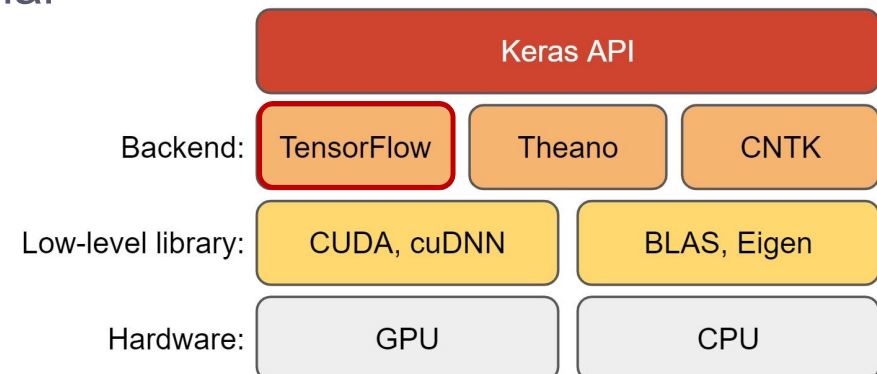 Keras API
Backend: TensorFlow Theano CNTK
Low-level library: CUDA, cuDNN BLAS, Eigen
Hardware: GPU CPU